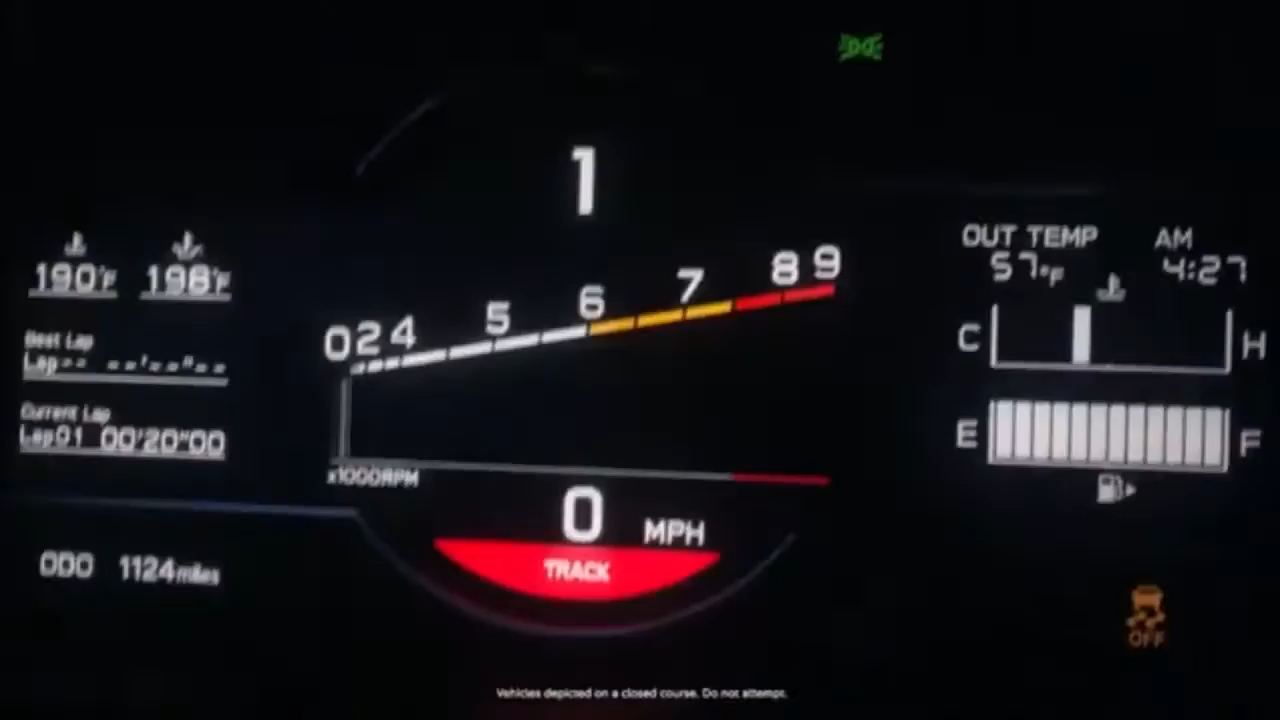 1
190°F 198°F
Best Lap
Lap-- --'--"--
Current Lap
Lap01 00'20"00
ODO 1124miles
0 2 4 5 6 7 8 9
x1000RPM
0 MPH
TRACK
OUT TEMP AM
57°F 4:27
C H
E F
OFF
Vehicles depicted on a closed course. Do not attempt.